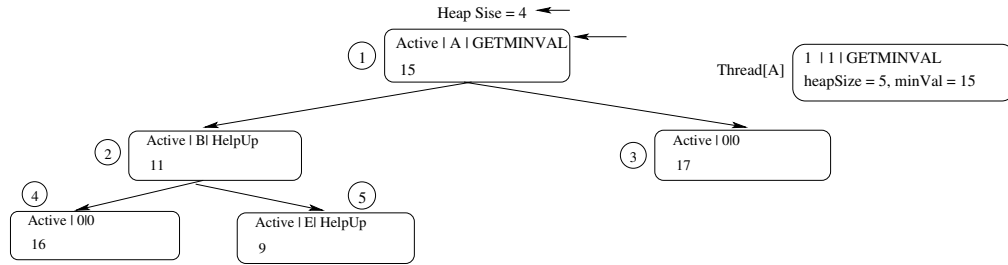 Heap Sise = 4
1
Active | A | GETMINVAL
15
Thread[A]
1 | 1 | GETMINVAL
heapSize = 5, minVal = 15
2
Active | B| HelpUp
11
3
Active | 0|0
17
4
Active | 0|0
16
5
Active | E| HelpUp
9